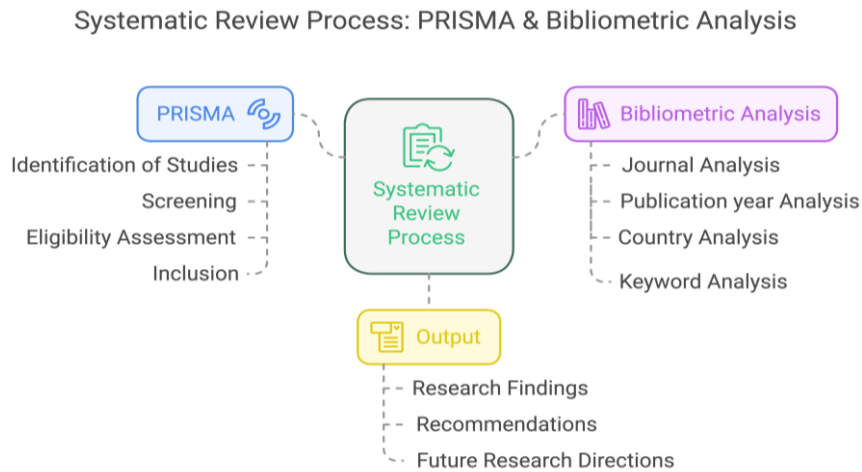 Systematic Review Process: PRISMA & Bibliometric Analysis
PRISMA
Identification of Studies
Screening
Eligibility Assessment
Inclusion
Systematic
Review
Process
Bibliometric Analysis
Journal Analysis
Publication year Analysis
Country Analysis
Keyword Analysis
Output
Research Findings
Recommendations
Future Research Directions